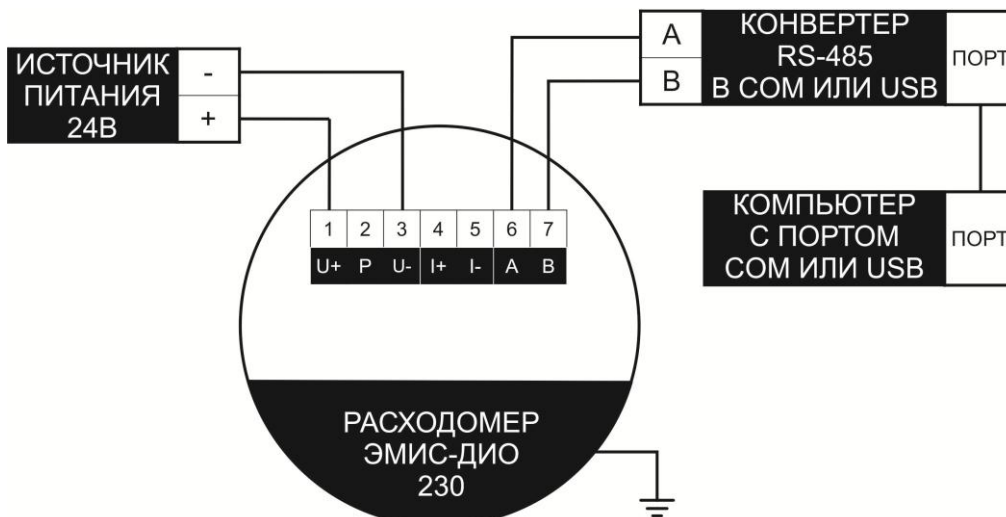 ИСТОЧНИК
ПИТАНИЯ
24В
-
+
A
B
КОНВЕРТЕР
RS-485
В COM ИЛИ USB
ПОРТ
КОМПЬЮТЕР
С ПОРТОМ
COM ИЛИ USB
ПОРТ
1 2 3 4 5 6 7
U+ P U- I+ I- A B
РАСХОДОМЕР
ЭМИС-ДИО
230